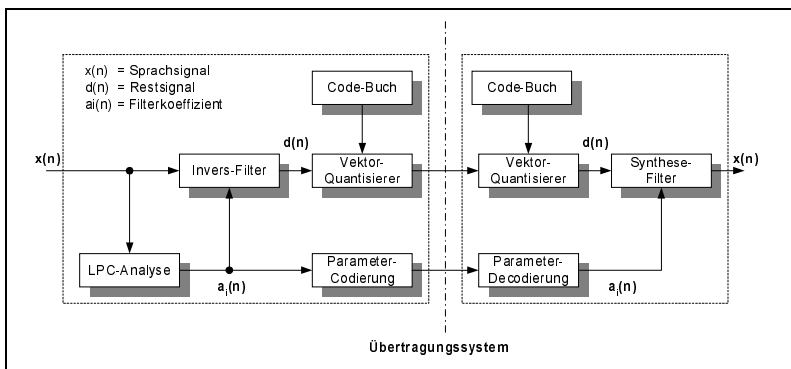 x(n) = Sprachsignal
d(n) = Restsignal
ai(n) = Filterkoeffizient
Code-Buch
Code-Buch
x(n)
d(n)
d(n)
x(n)
Invers-Filter
Vektor-
Quantisierer
Vektor-
Quantisierer
Synthese-
Filter
LPC-Analyse
Parameter-
Codierung
Parameter-
Decodierung
ai(n)
ai(n)
Übertragungssystem